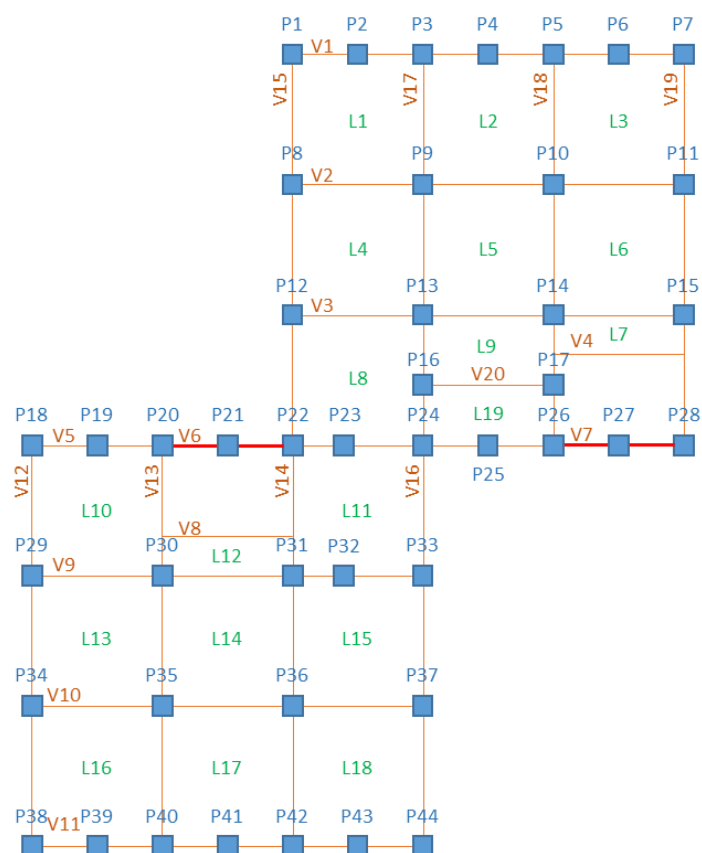 P1 P2 P3 P4 P5 P6 P7
V1
V15 V17 V18 V19
L1 L2 L3
P8 P9 P10 P11
V2
L4 L5 L6
P12 P13 P14 P15
V3
L7
V4
L9
P16 P17
L8
V20
P18 P19 P20 P21 P22 P23 P24 L19 P26 P27 P28
V5 V6 V7
P25
V12 V13 V14 V16
L10 L11
V8
P29 P30 L12 P31 P32 P33
V9
L13 L14 L15
P34 P35 P36 P37
V10
L16 L17 L18
P38 P39 P40 P41 P42 P43 P44
V11